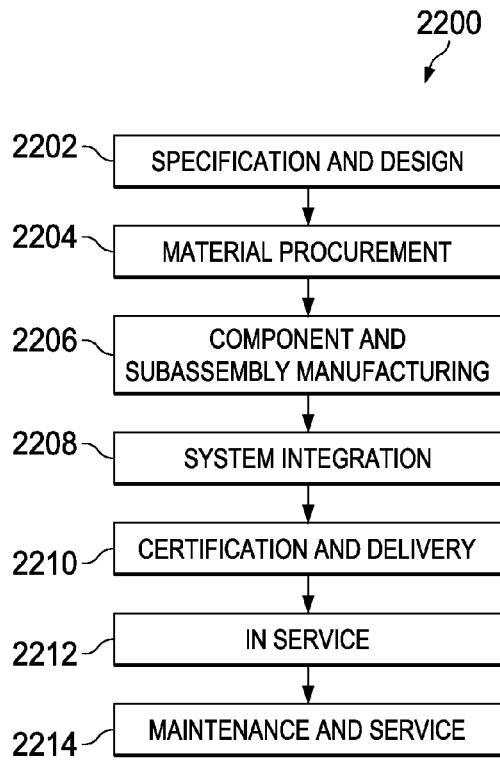 2200
2202
SPECIFICATION AND DESIGN
2204
MATERIAL PROCUREMENT
2206
COMPONENT AND
SUBASSEMBLY MANUFACTURING
2208
SYSTEM INTEGRATION
2210
CERTIFICATION AND DELIVERY
2212
IN SERVICE
2214
MAINTENANCE AND SERVICE